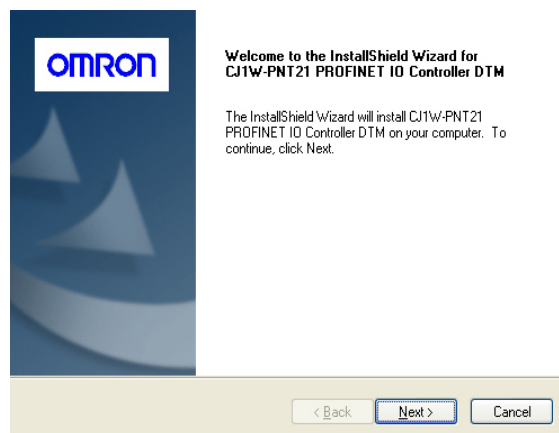 OMRON
Welcome to the InstallShield Wizard for
CJ1W-PNT21 PROFINET IO Controller DTM
The InstallShield Wizard will install CJ1W-PNT21
PROFINET IO Controller DTM on your computer. To
continue, click Next.
< Back
Next >
Cancel